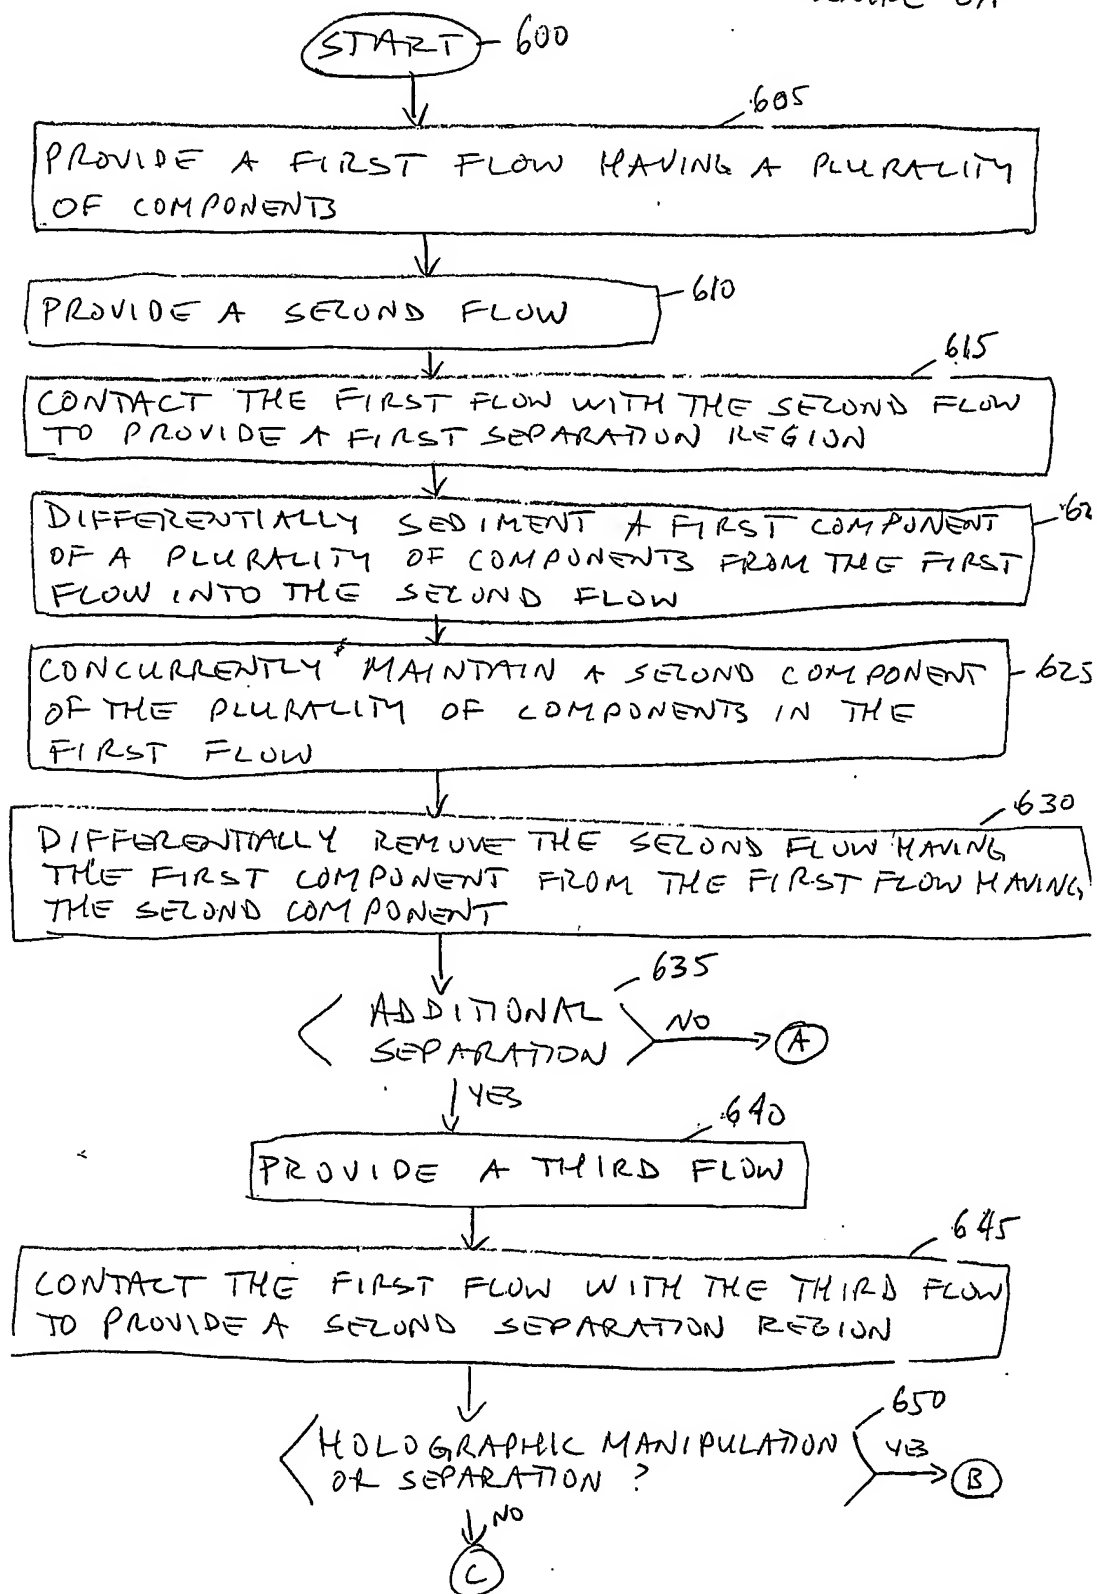 START 600
605
PROVIDE A FIRST FLOW HAVING A PLURALITY
OF COMPONENTS
610
PROVIDE A SECOND FLOW
615
CONTACT THE FIRST FLOW WITH THE SECOND FLOW
TO PROVIDE A FIRST SEPARATION REGION
DIFFERENTIALLY SEDIMENT A FIRST COMPONENT
62
OF A PLURALITY OF COMPONENTS FROM THE FIRST
FLOW INTO THE SECOND FLOW
CONCURRENTLY MAINTAIN A SECOND COMPONENT
625
OF THE PLURALITY OF COMPONENTS IN THE
FIRST FLOW
630
DIFFERENTIALLY REMOVE THE SECOND FLOW HAVING
THE FIRST COMPONENT FROM THE FIRST FLOW HAVING
THE SECOND COMPONENT
635
ADDITIONAL
SEPARATION
NO
A
YES
640
PROVIDE A THIRD FLOW
645
CONTACT THE FIRST FLOW WITH THE THIRD FLOW
TO PROVIDE A SECOND SEPARATION REGION
650
HOLOGRAPHIC MANIPULATION
OR SEPARATION ?
YES
B
NO
C